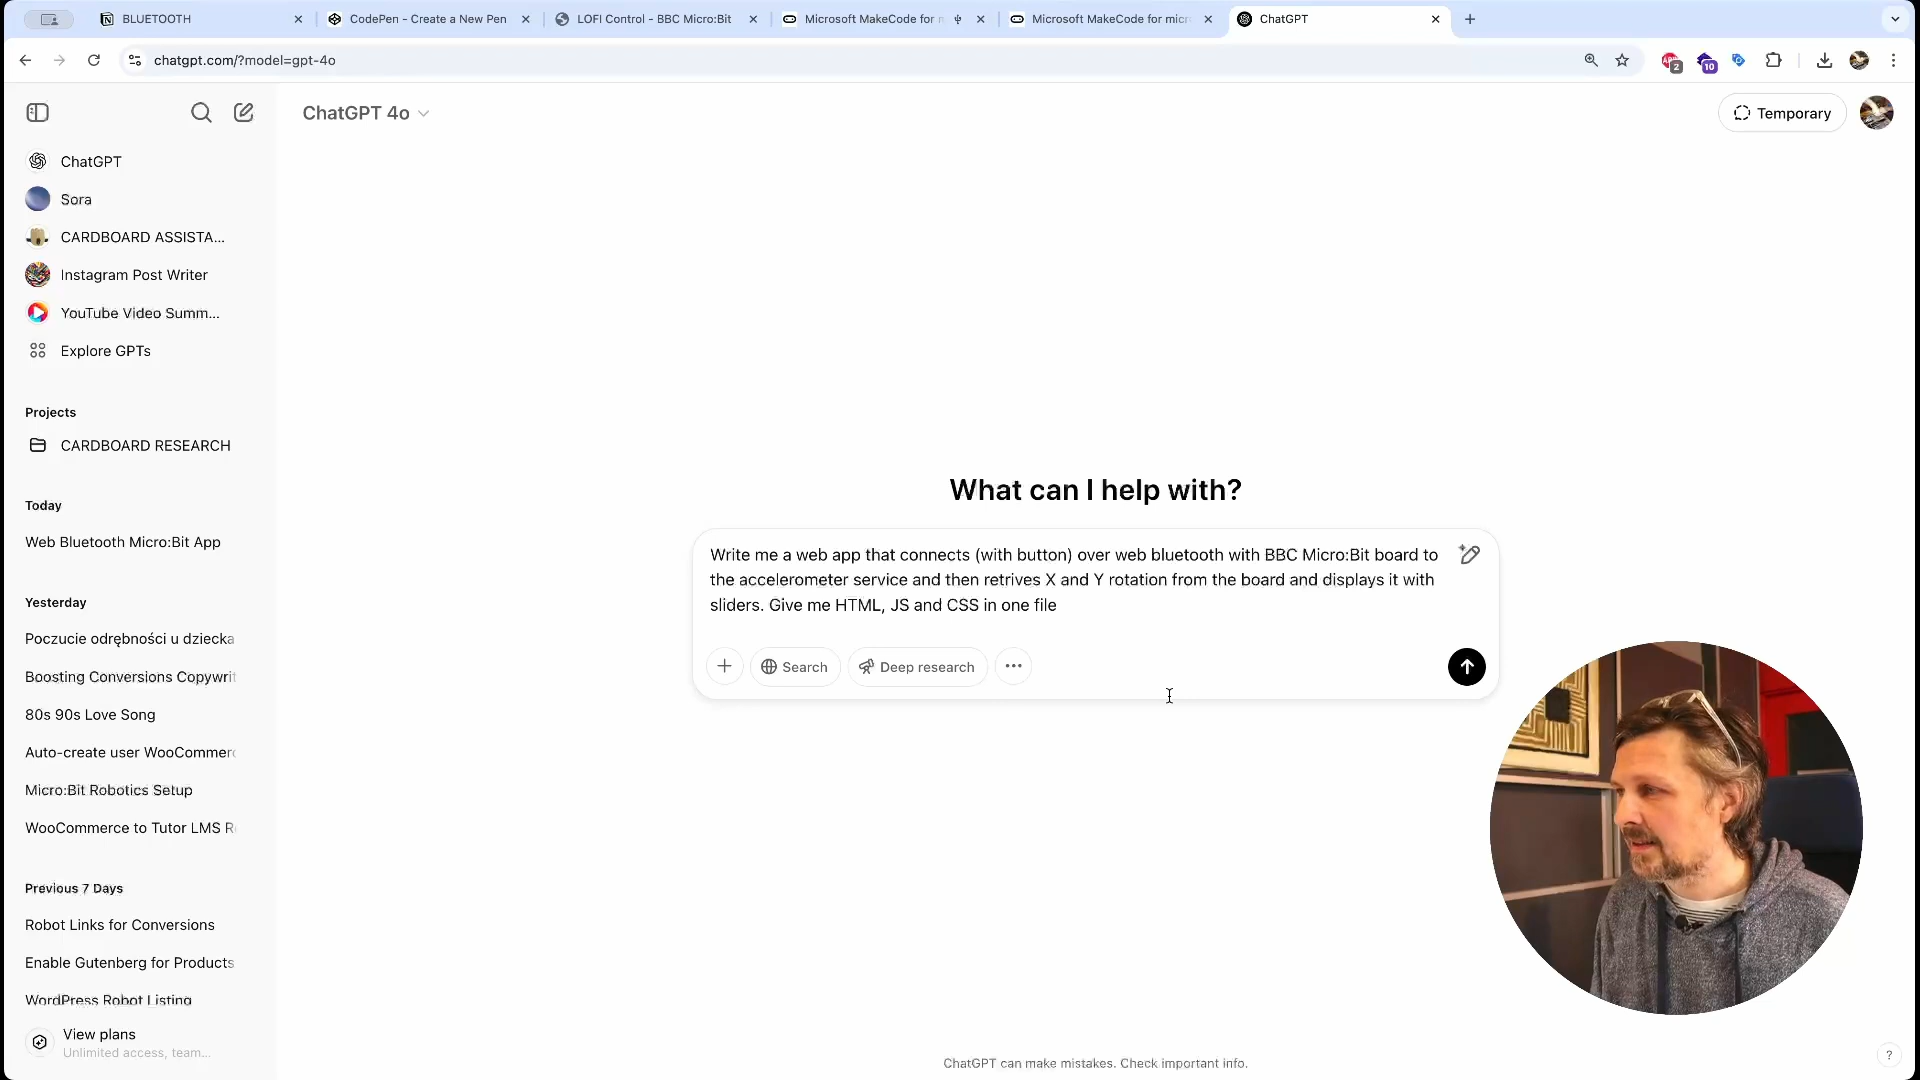 BLUETOOTH
CodePen - Create a New Pen
LOFI Control - BBC Micro:Bit
Microsoft MakeCode for m
Microsoft MakeCode for micr
ChatGPT
chatgpt.com/?model=gpt-4o
2
10
ChatGPT 4o
Temporary
ChatGPT
Sora
CARDBOARD ASSISTA...
Instagram Post Writer
YouTube Video Summ...
Explore GPTs
Projects
CARDBOARD RESEARCH
Today
Web Bluetooth Micro:Bit App
Yesterday
Poczucie odrębności u dziecka
Boosting Conversions Copywrit
80s 90s Love Song
Auto-create user WooCommerc
Micro:Bit Robotics Setup
WooCommerce to Tutor LMS R
Previous 7 Days
Robot Links for Conversions
Enable Gutenberg for Products
WordPress Robot Listing
View plans
Unlimited access, team...
What can I help with?
Write me a web app that connects (with button) over web bluetooth with BBC Micro:Bit board to
the accelerometer service and then retrives X and Y rotation from the board and displays it with
sliders. Give me HTML, JS and CSS in one file
Search
Deep research
ChatGPT can make mistakes. Check important info.
?